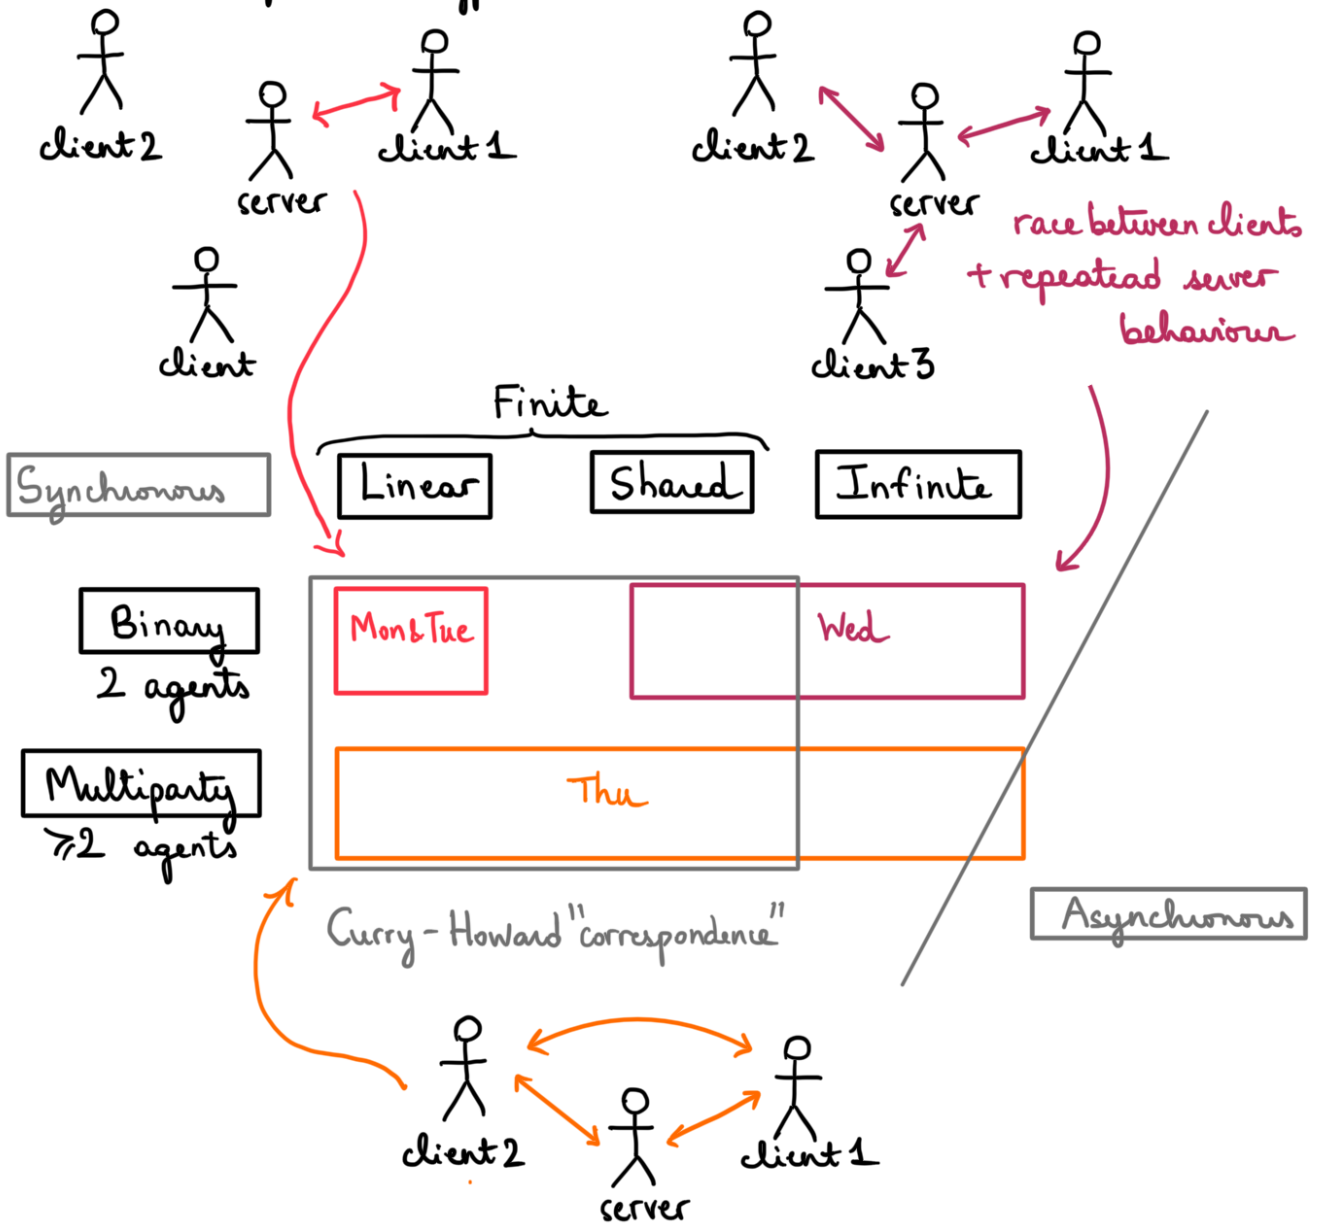 client 2
client 1
server
client
client 2
client 1
server
race between clients
+ repeatead server
behaviour
client 3
Finite
Synchronous
Linear
Shared
Infinite
Binary
2 agents
Mon&Tue
Wed
Multiparty
⩾2 agents
Thu
Curry-Howard "correspondence"
Asynchronous
client 2
client 1
server